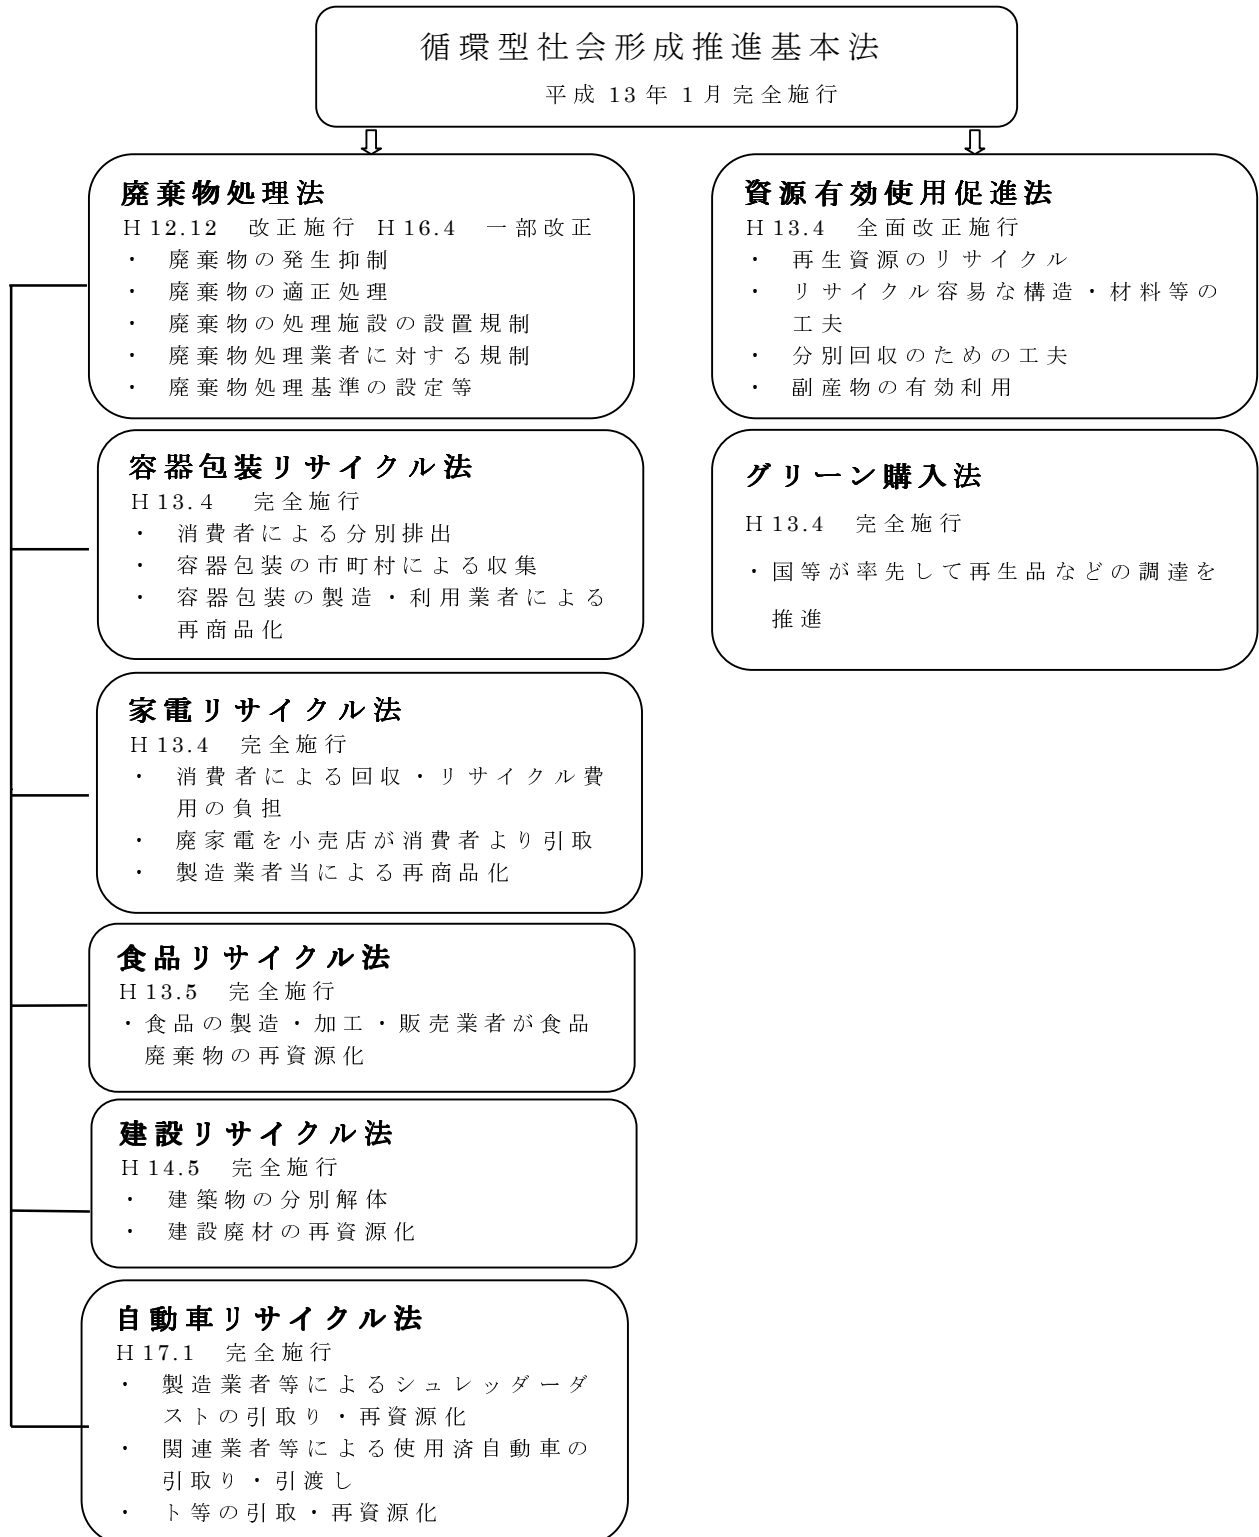 循環型社会形成推進基本法
平成13年1月完全施行
廃棄物処理法
H12.12　改正施行　H16.4　一部改正
・　廃棄物の発生抑制
・　廃棄物の適正処理
・　廃棄物の処理施設の設置規制
・　廃棄物処理業者に対する規制
・　廃棄物処理基準の設定等
容器包装リサイクル法
H13.4　完全施行
・　消費者による分別排出
・　容器包装の市町村による収集
・　容器包装の製造・利用業者による
再商品化
家電リサイクル法
H13.4　完全施行
・　消費者による回収・リサイクル費
用の負担
・　廃家電を小売店が消費者より引取
・　製造業者当による再商品化
食品リサイクル法
H13.5　完全施行
・食品の製造・加工・販売業者が食品
廃棄物の再資源化
建設リサイクル法
H14.5　完全施行
・　建築物の分別解体
・　建設廃材の再資源化
自動車リサイクル法
H17.1　完全施行
・　製造業者等によるシュレッダーダ
ストの引取り・再資源化
・　関連業者等による使用済自動車の
引取り・引渡し
・　ト等の引取・再資源化
資源有効使用促進法
H13.4　全面改正施行
・　再生資源のリサイクル
・　リサイクル容易な構造・材料等の
工夫
・　分別回収のための工夫
・　副産物の有効利用
グリーン購入法
H13.4　完全施行
・国等が率先して再生品などの調達を
推進